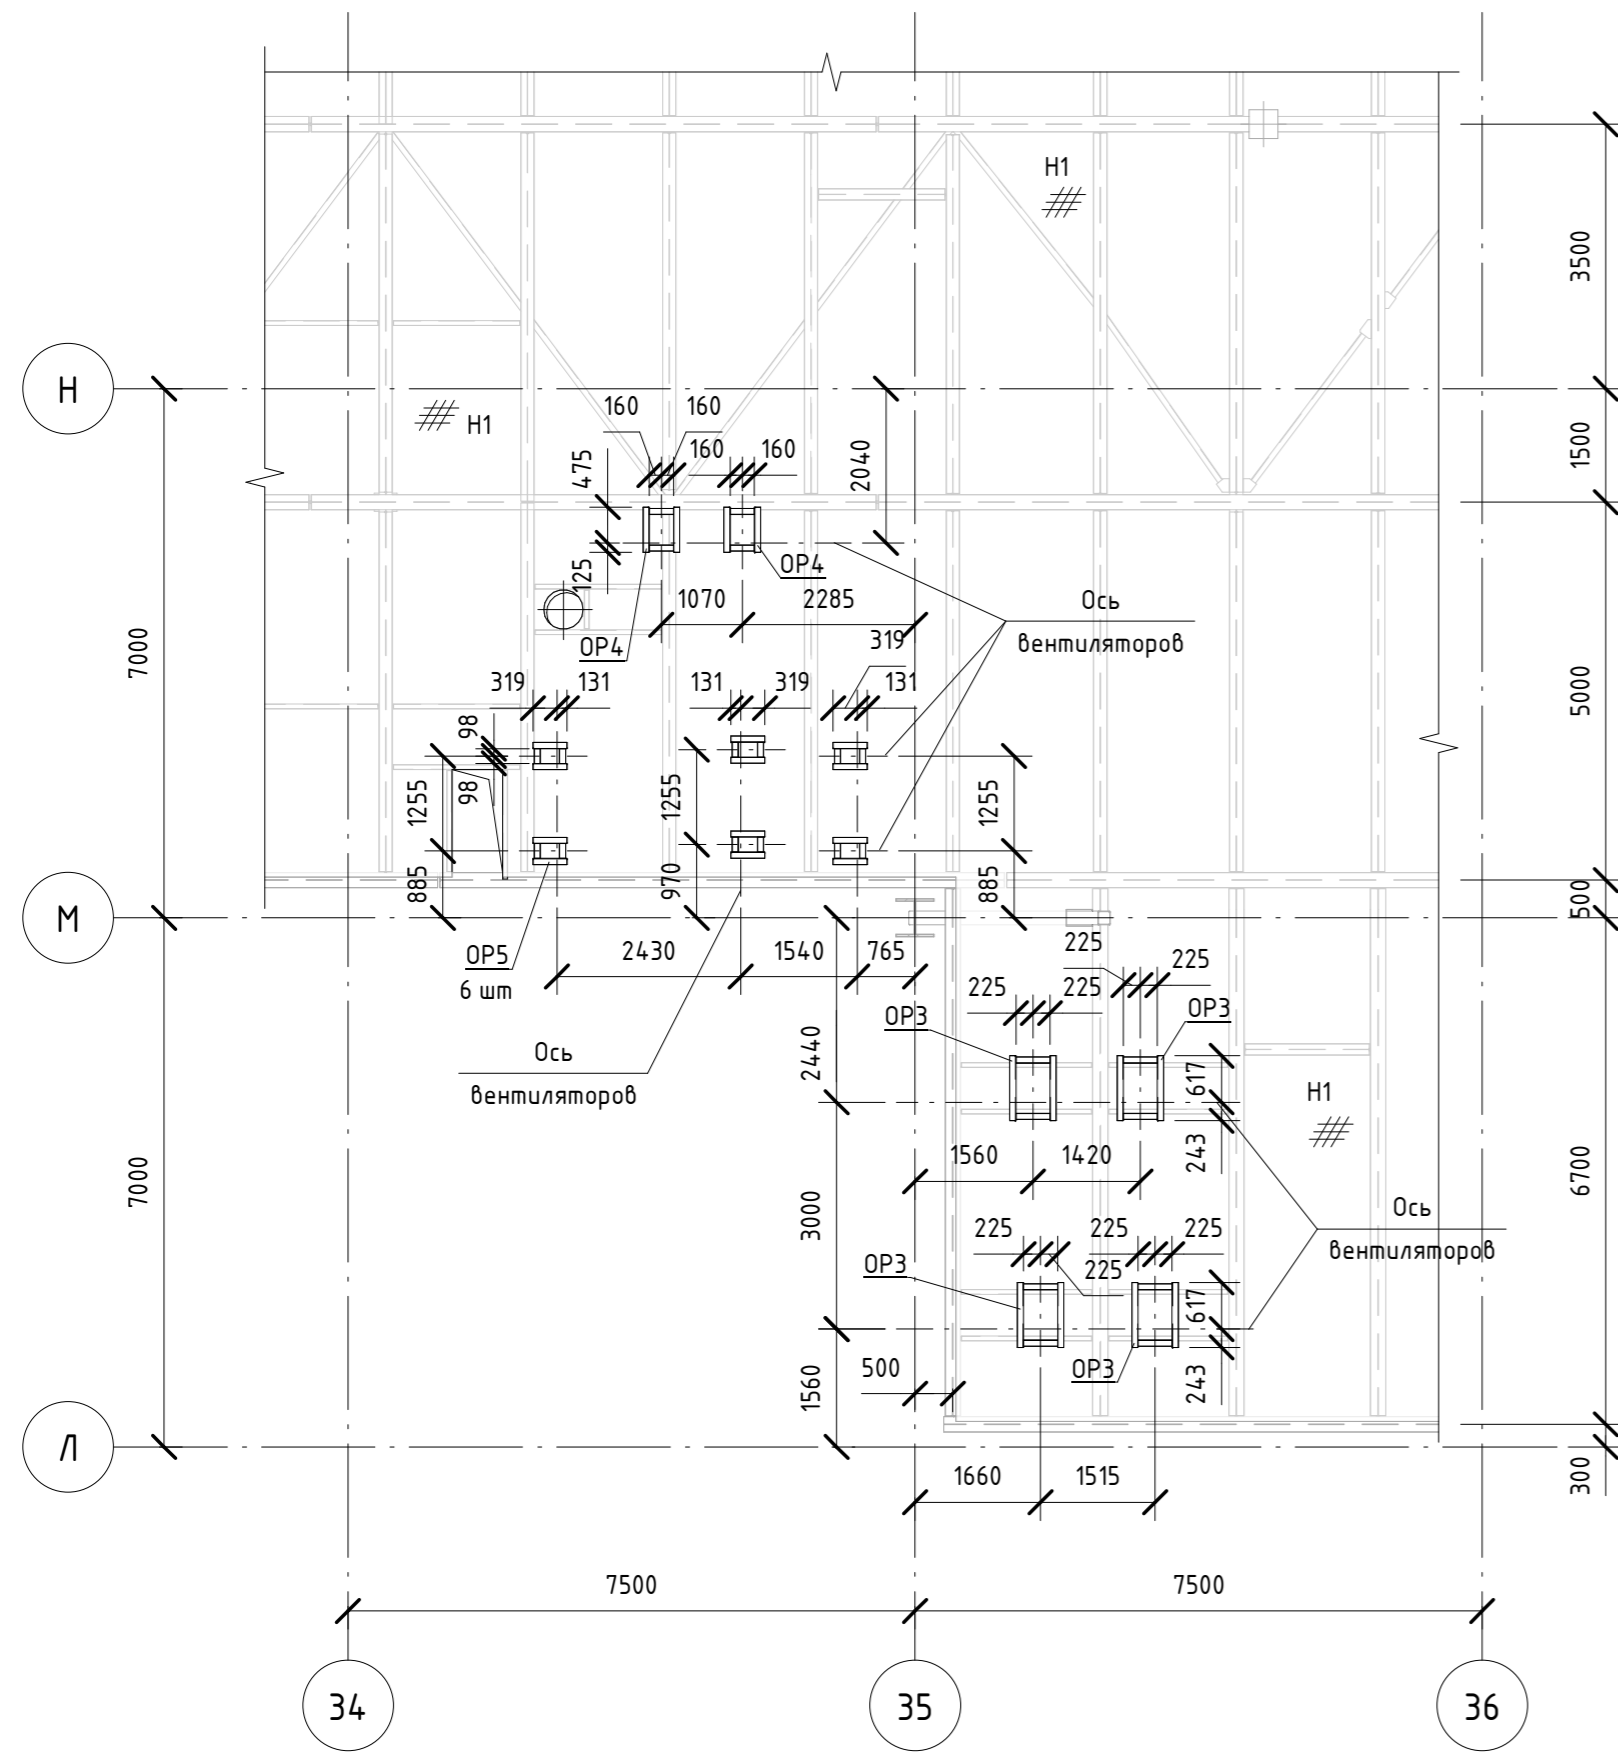 Н1
3500
Н
160
160
Н1
160
160
475
2040
1500
ОР4
125
1070
2285
Ось
вентиляторов
ОР4
319
7000
319
131
131
319
131
5000
98
98
1255
1255
1255
885
970
885
500
М
ОР5
6 шт
2430
1540
765
225
225
225
225
ОР3
ОР3
Ось
вентиляторов
2440
617
Н1
243
1560
1420
7000
3000
6700
Ось
вентиляторов
225
225
225
225
ОР3
617
500
ОР3
243
1560
Л
1660
1515
300
7500
7500
34
35
36